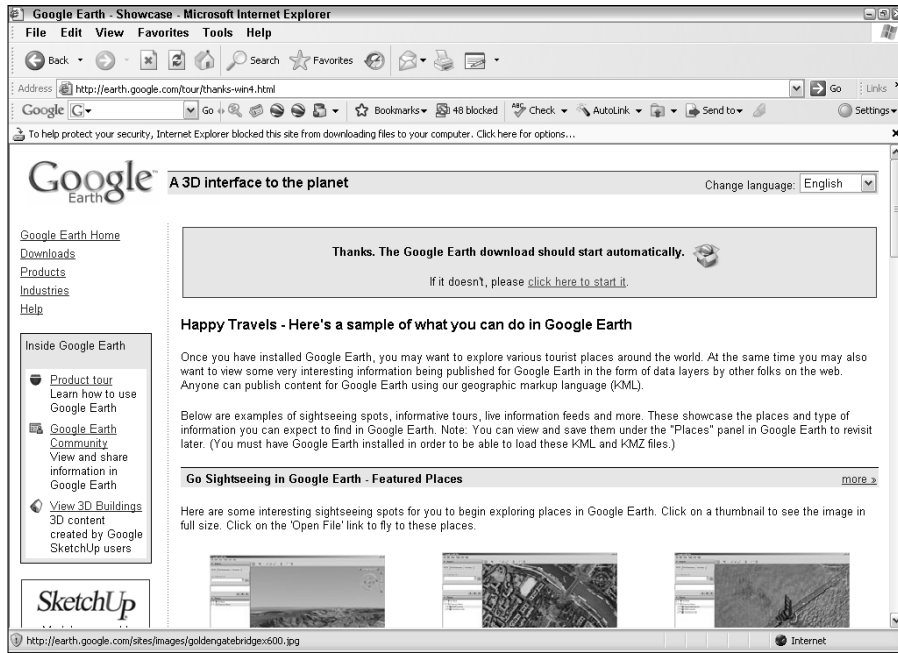 Google Earth - Showcase - Microsoft Internet Explorer
File Edit View Favorites Tools Help
Back Search Favorites
Address http://earth.google.com/tour/thanks-win4.html Go Links
Google G Go Bookmarks 48 blocked Check AutoLink Send to Settings
To help protect your security, Internet Explorer blocked this site from downloading files to your computer. Click here for options...
Google Earth
A 3D interface to the planet
Change language: English
Google Earth Home
Downloads
Products
Industries
Help
Inside Google Earth
Product tour
Learn how to use
Google Earth
Google Earth
Community
View and share
information in
Google Earth
View 3D Buildings
3D content
created by Google
SketchUp users
SketchUp
Thanks. The Google Earth download should start automatically.
If it doesn't, please click here to start it.
Happy Travels - Here's a sample of what you can do in Google Earth
Once you have installed Google Earth, you may want to explore various tourist places around the world. At the same time you may also
want to view some very interesting information being published for Google Earth in the form of data layers by other folks on the web.
Anyone can publish content for Google Earth using our geographic markup language (KML).
Below are examples of sightseeing spots, informative tours, live information feeds and more. These showcase the places and type of
information you can expect to find in Google Earth. Note: You can view and save them under the "Places" panel in Google Earth to revisit
later. (You must have Google Earth installed in order to be able to load these KML and KMZ files.)
Go Sightseeing in Google Earth - Featured Places more »
Here are some interesting sightseeing spots for you to begin exploring places in Google Earth. Click on a thumbnail to see the image in
full size. Click on the 'Open File' link to fly to these places.
http://earth.google.com/sites/images/goldengatebridgex600.jpg Internet